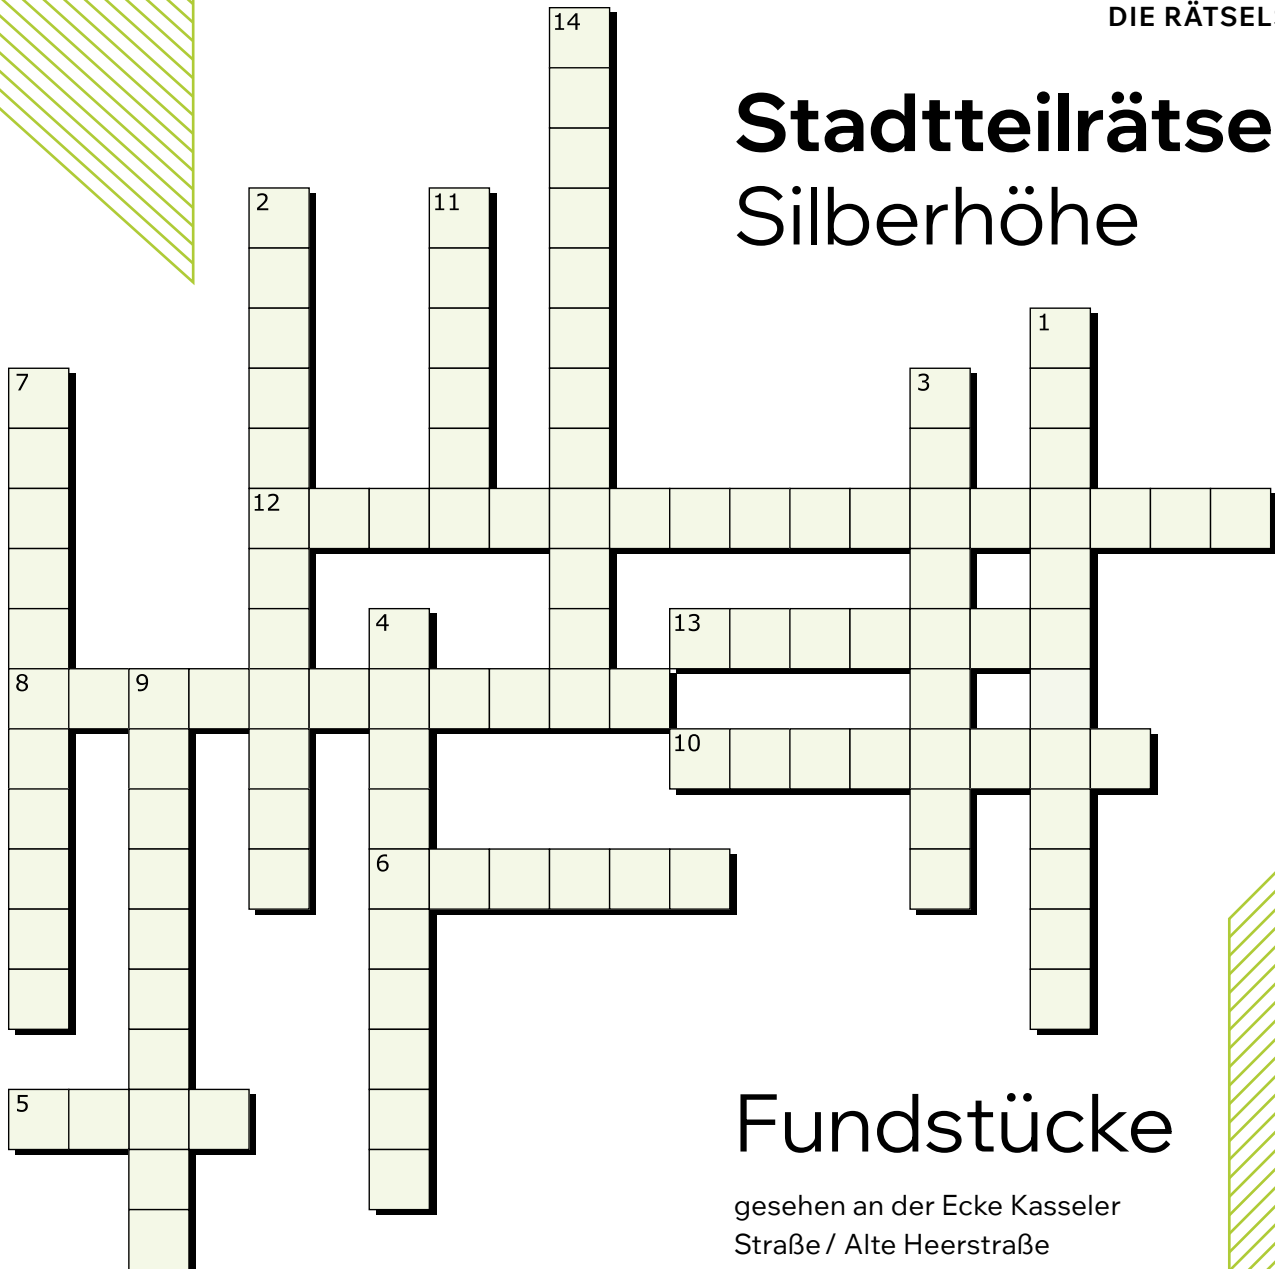 DIE RÄTSEL
Stadtteilrätse
Silberhöhe
14
2
11
1
7
3
12
4
13
8
9
10
6
5
Fundstücke
gesehen an der Ecke Kasseler
Straße / Alte Heerstraße